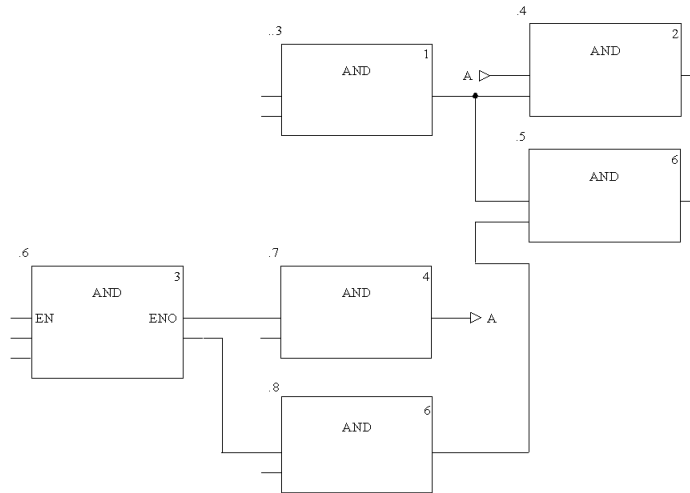 .4
..3
2
1
AND
AND
A
.5
6
AND
.6
.7
3
4
AND
AND
EN
ENO
A
.8
6
AND